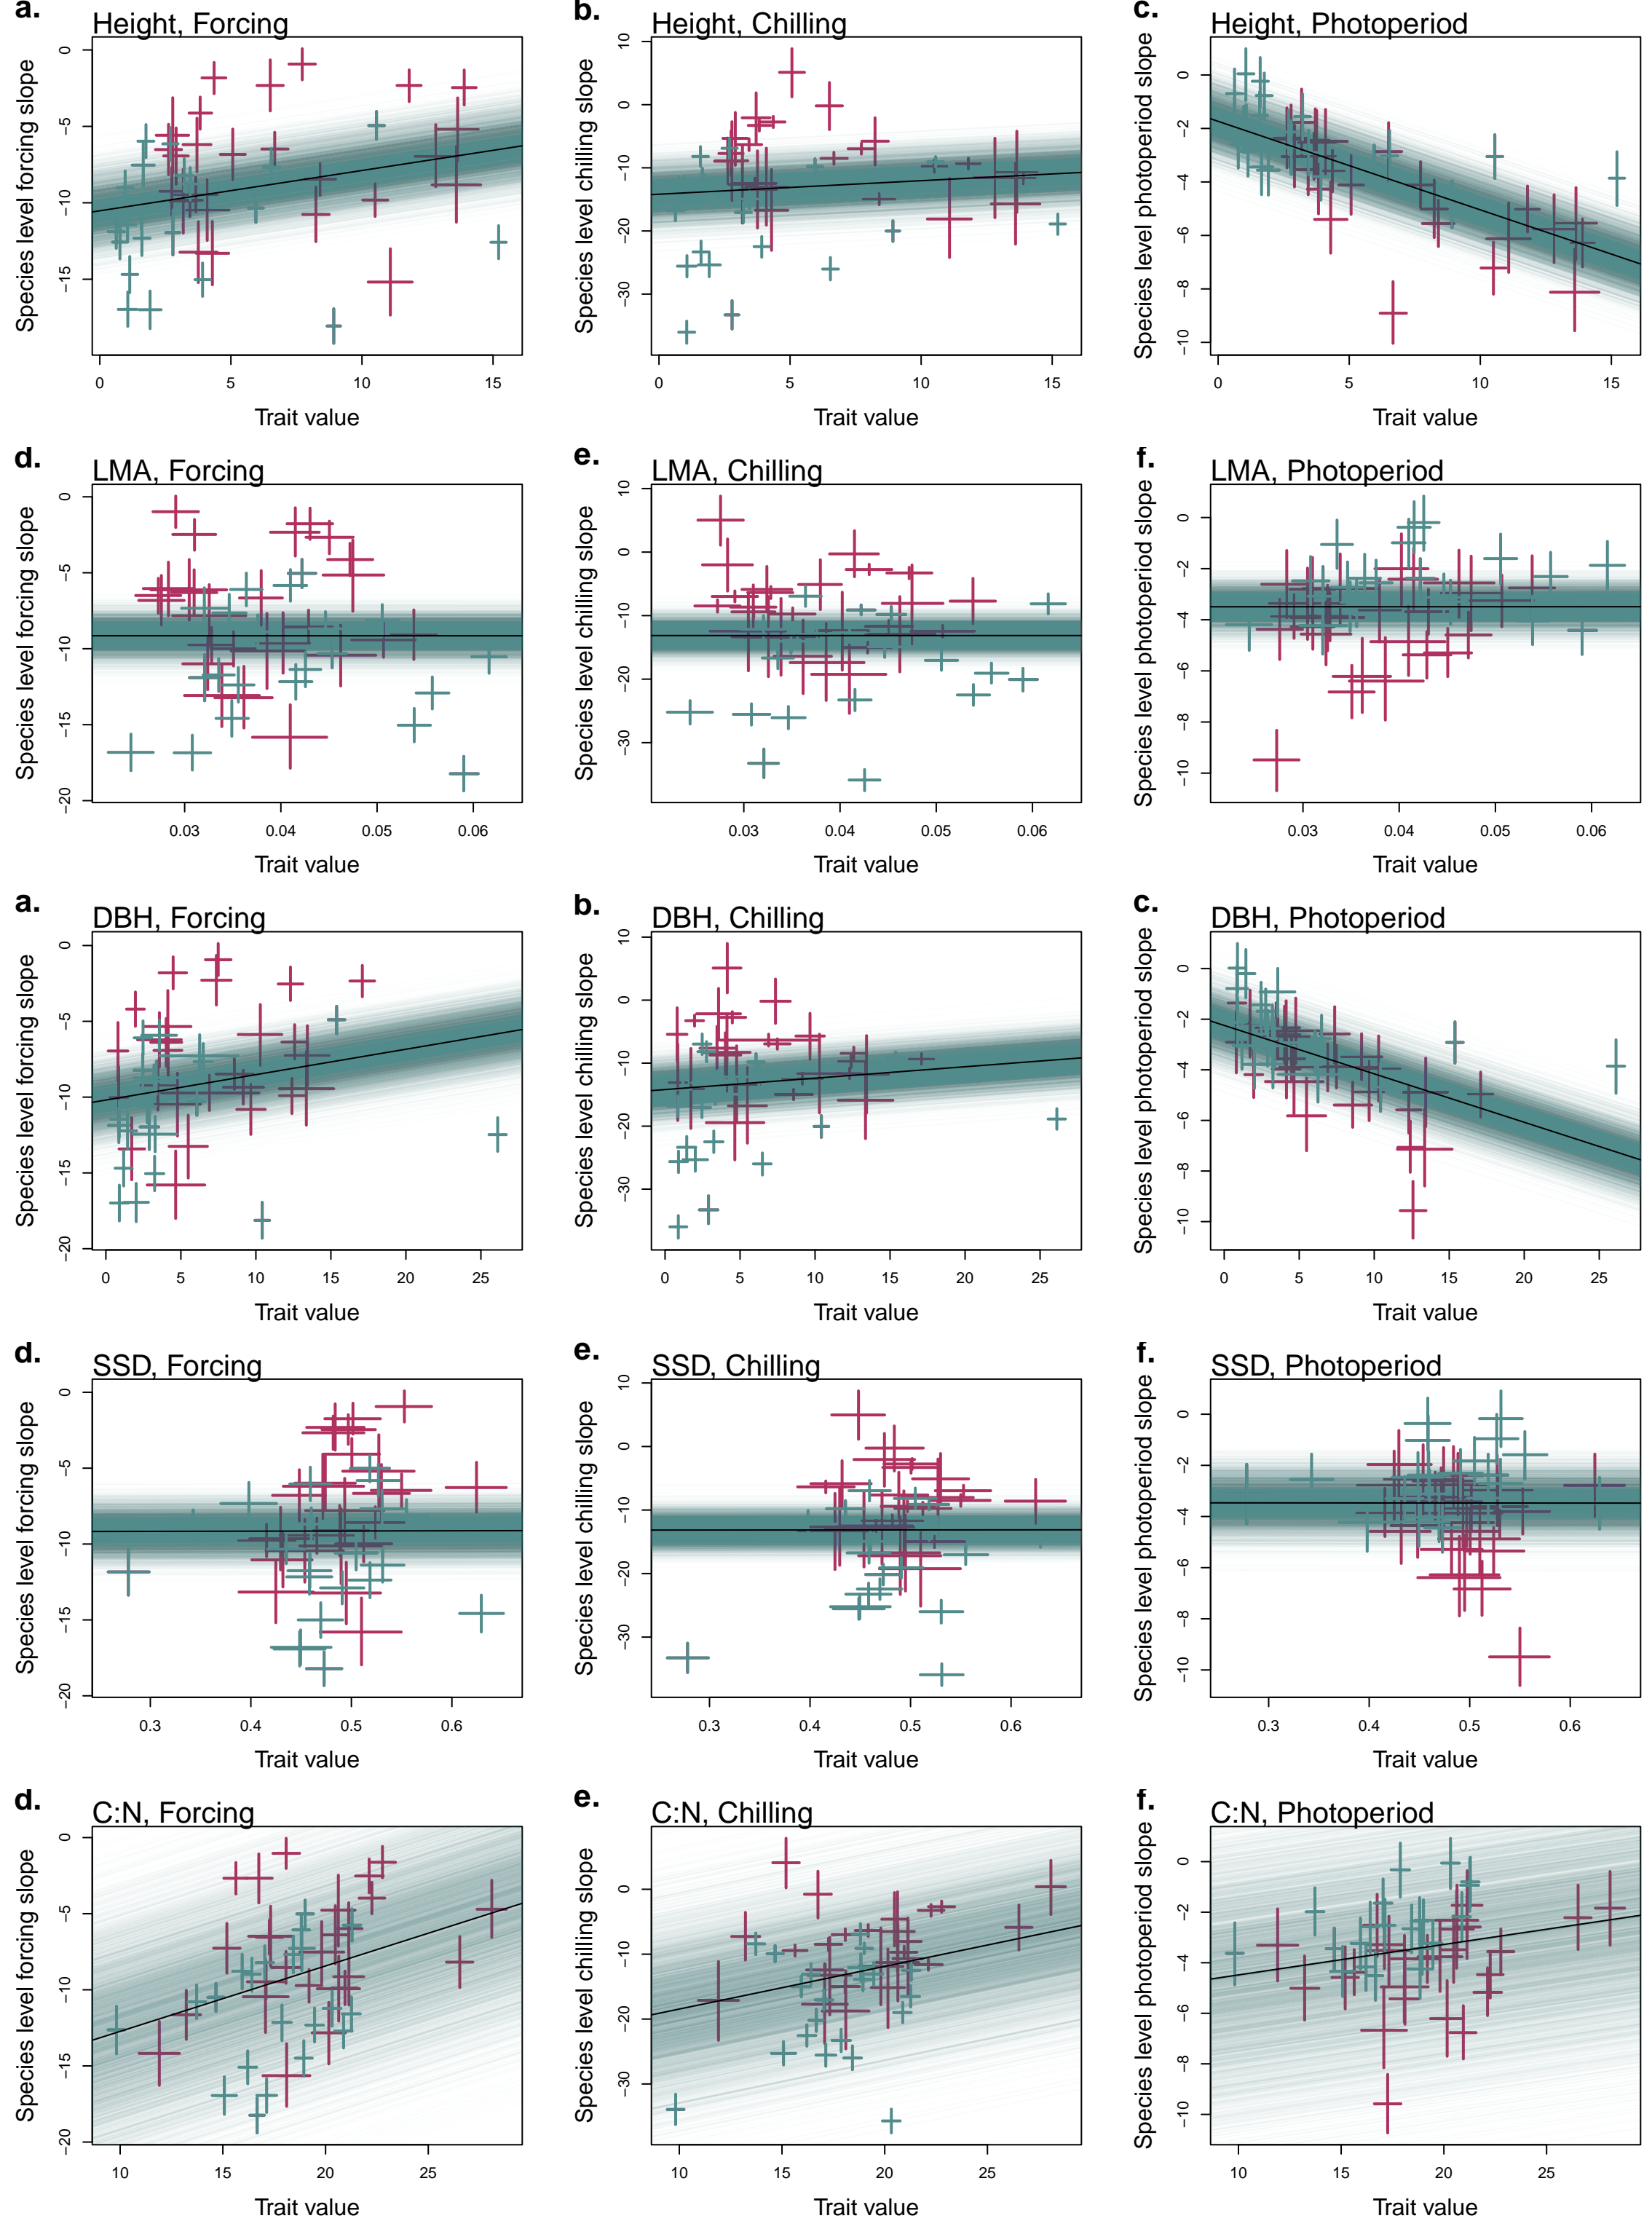 a. Height, Forcing
Species level forcing slope
0
−5
−10
−15
0 5 10 15
Trait value
b. Height, Chilling
Species level chilling slope
10
0
−10
−20
−30
0 5 10 15
Trait value
c. Height, Photoperiod
Species level photoperiod slope
0
−2
−4
−6
−8
−10
0 5 10 15
Trait value
d. LMA, Forcing
Species level forcing slope
0
−5
−10
−15
−20
0.03 0.04 0.05 0.06
Trait value
e. LMA, Chilling
Species level chilling slope
10
0
−10
−20
−30
0.03 0.04 0.05 0.06
Trait value
f. LMA, Photoperiod
Species level photoperiod slope
0
−2
−4
−6
−8
−10
0.03 0.04 0.05 0.06
Trait value
a. DBH, Forcing
Species level forcing slope
0
−5
−10
−15
−20
0 5 10 15 20 25
Trait value
b. DBH, Chilling
Species level chilling slope
10
0
−10
−20
−30
0 5 10 15 20 25
Trait value
c. DBH, Photoperiod
Species level photoperiod slope
0
−2
−4
−6
−8
−10
0 5 10 15 20 25
Trait value
d. SSD, Forcing
Species level forcing slope
0
−5
−10
−15
−20
0.3 0.4 0.5 0.6
Trait value
e. SSD, Chilling
Species level chilling slope
10
0
−10
−20
−30
0.3 0.4 0.5 0.6
Trait value
f. SSD, Photoperiod
Species level photoperiod slope
0
−2
−4
−6
−8
−10
0.3 0.4 0.5 0.6
Trait value
d. C:N, Forcing
Species level forcing slope
0
−5
−10
−15
−20
10 15 20 25
Trait value
e. C:N, Chilling
Species level chilling slope
0
−10
−20
−30
10 15 20 25
Trait value
f. C:N, Photoperiod
Species level photoperiod slope
0
−2
−4
−6
−8
−10
10 15 20 25
Trait value